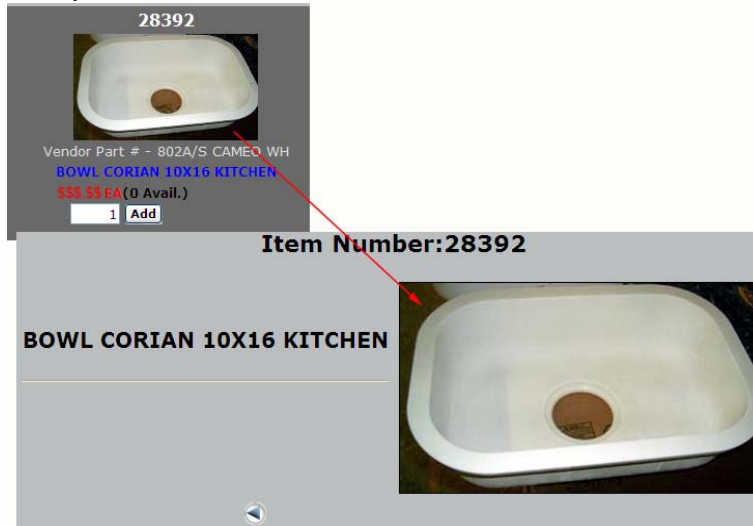 28392
Vendor Part # - 802A/S CAMEO WH
BOWL CORIAN 10X16 KITCHEN
$$$.$$ EA(0 Avail.)
1 Add
Item Number:28392
BOWL CORIAN 10X16 KITCHEN